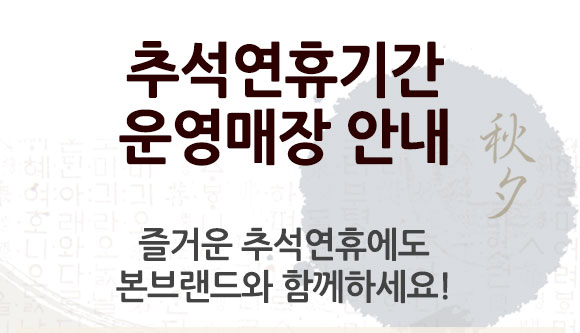 추석연휴기간
운영매장 안내
秋夕
즐거운 추석연휴에도
본브랜드와 함께하세요!